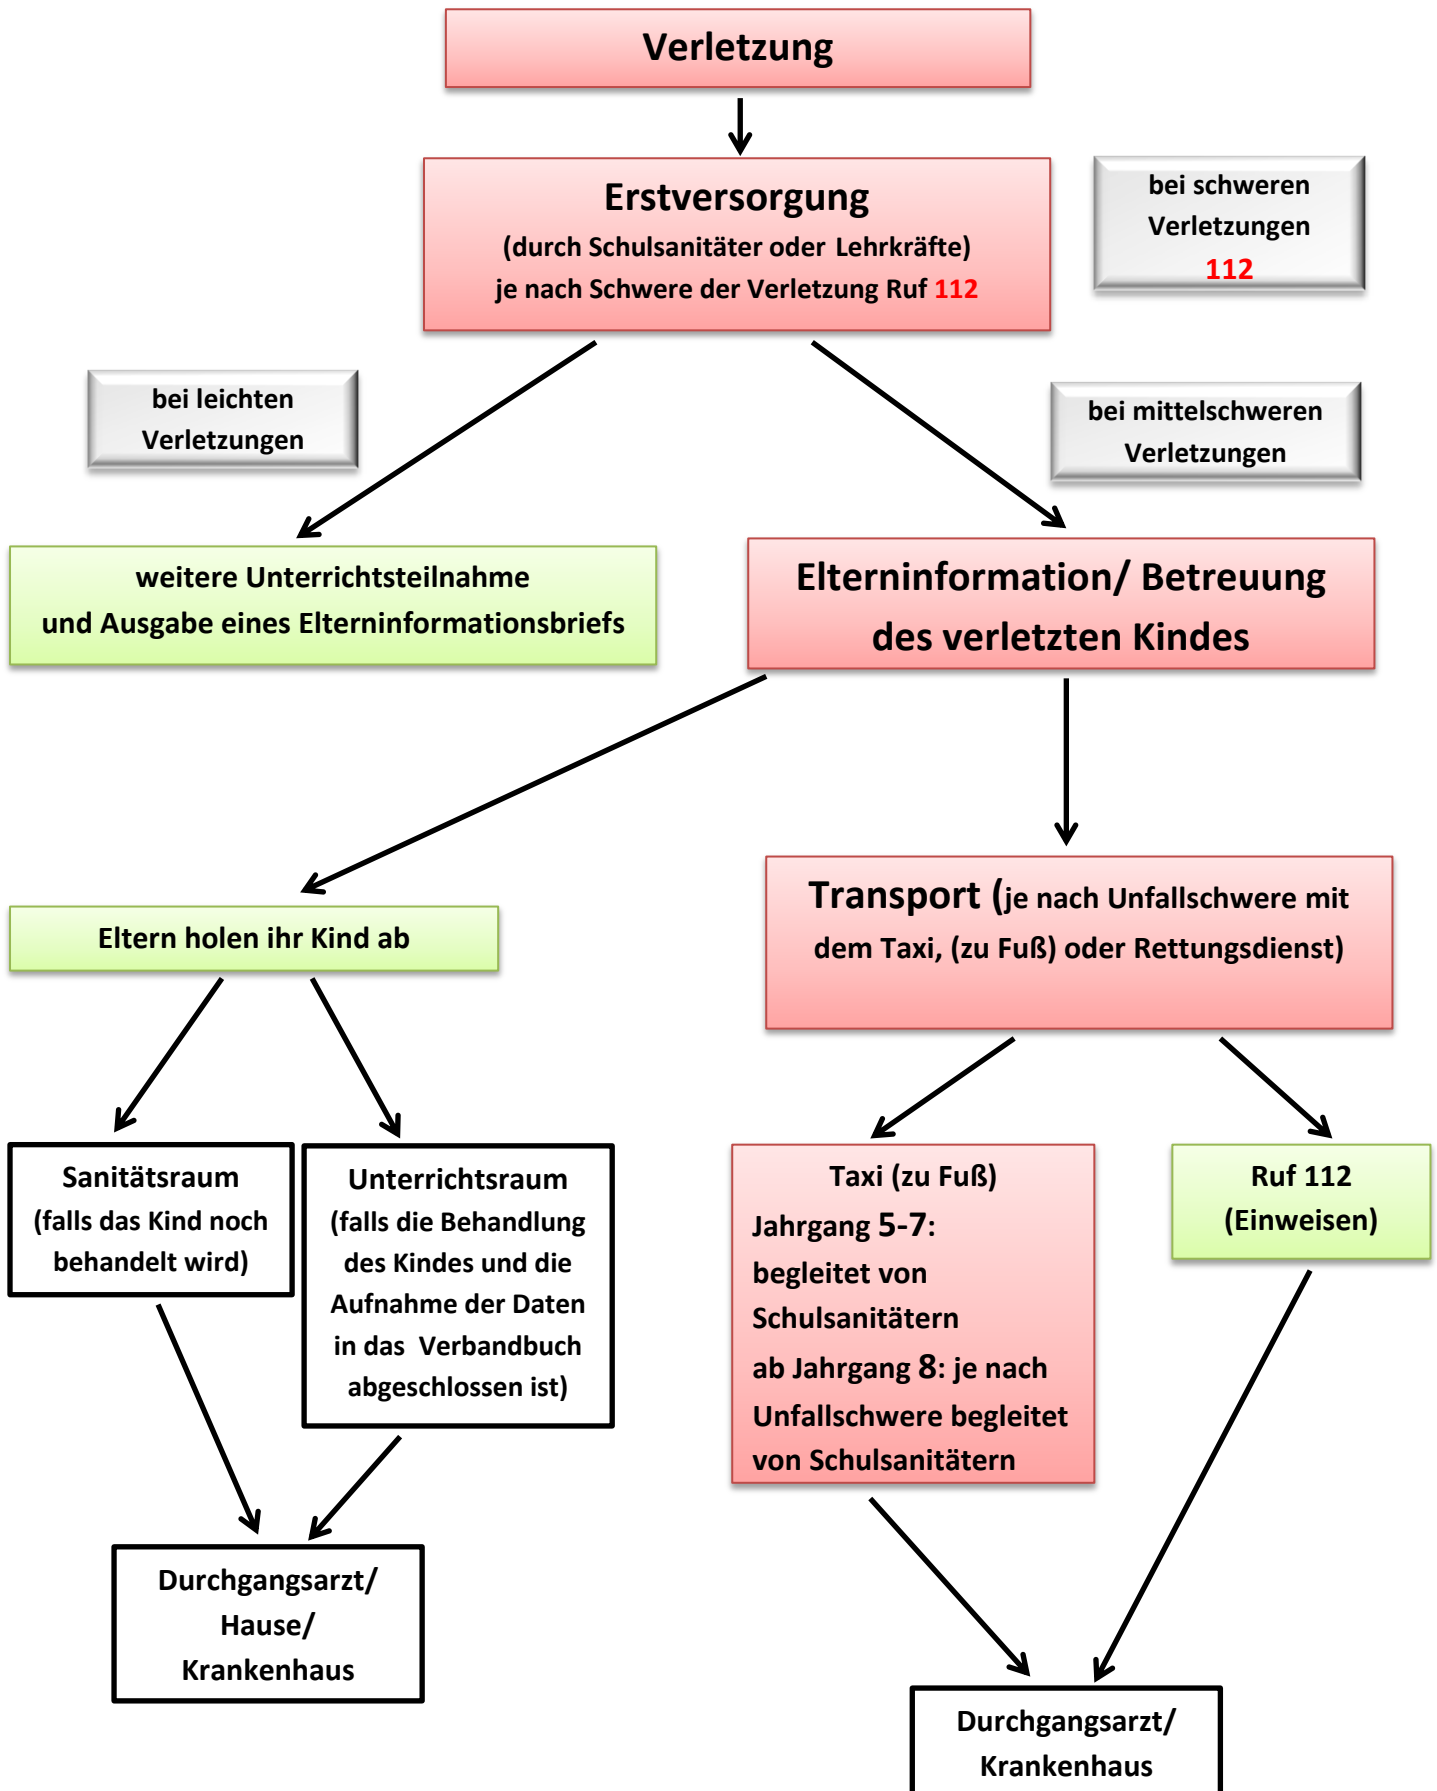 Verletzung
Erstversorgung
(durch Schulsanitäter oder Lehrkräfte)
je nach Schwere der Verletzung Ruf 112
bei schweren
Verletzungen
112
bei leichten
Verletzungen
bei mittelschweren
Verletzungen
weitere Unterrichtsteilnahme
und Ausgabe eines Elterninformationsbriefs
Elterninformation/ Betreuung
des verletzten Kindes
Eltern holen ihr Kind ab
Transport (je nach Unfallschwere mit
dem Taxi, (zu Fuß) oder Rettungsdienst)
Sanitätsraum
(falls das Kind noch
behandelt wird)
Unterrichtsraum
(falls die Behandlung
des Kindes und die
Aufnahme der Daten
in das Verbandbuch
abgeschlossen ist)
Taxi (zu Fuß)
Jahrgang 5-7:
begleitet von
Schulsanitätern
ab Jahrgang 8: je nach
Unfallschwere begleitet
von Schulsanitätern
Ruf 112
(Einweisen)
Durchgangsarzt/
Hause/
Krankenhaus
Durchgangsarzt/
Krankenhaus